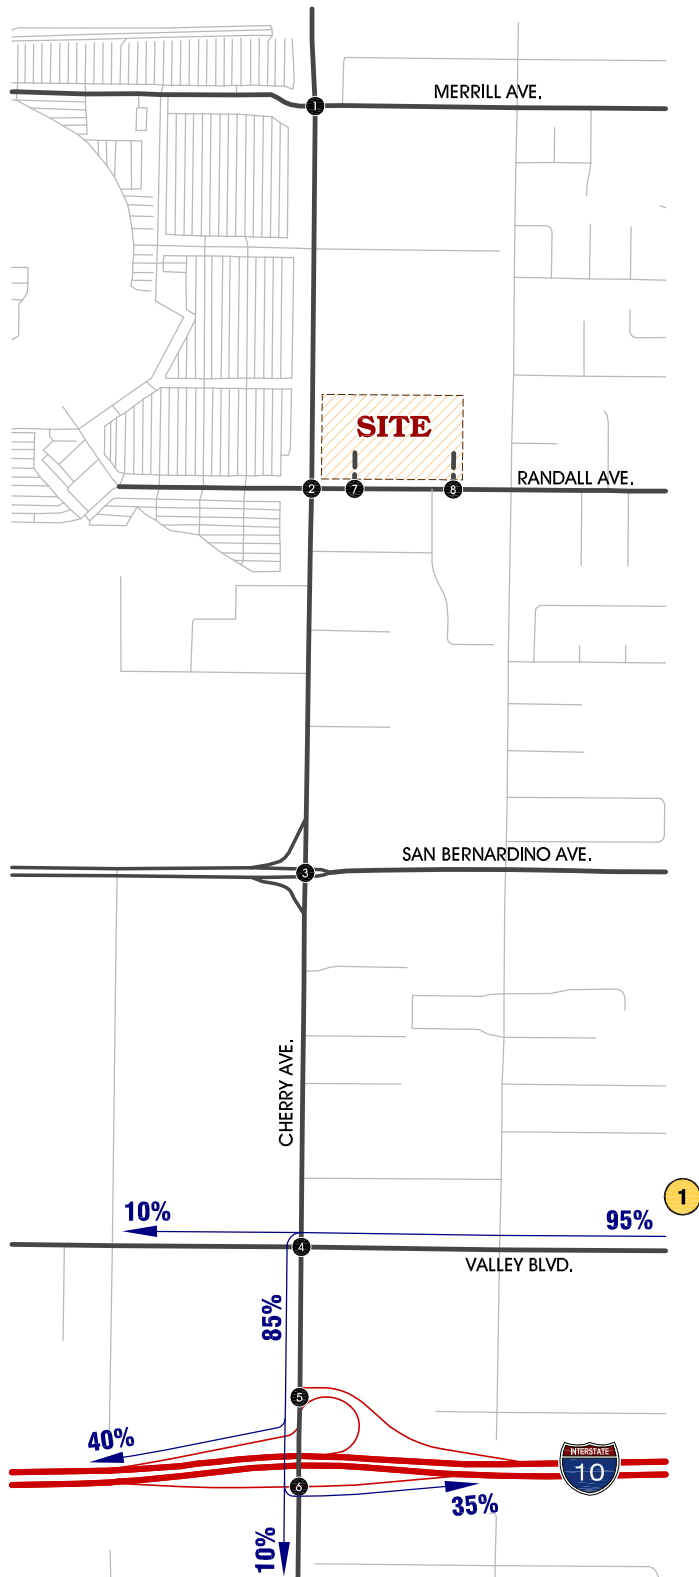 MERRILL AVE.
1
SITE
RANDALL AVE.
2
7
8
SAN BERNARDINO AVE.
3
CHERRY AVE.
1
10%
95%
4
VALLEY BLVD.
85%
5
40%
INTERSTATE
10
6
35%
10%